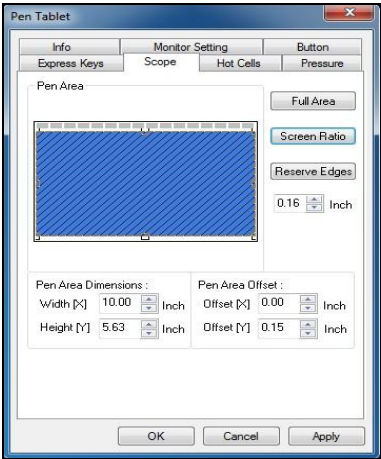 Pen Tablet
Info Monitor Setting Button
Express Keys Scope Hot Cells Pressure
Pen Area
Full Area
Screen Ratio
Reserve Edges
0.16 Inch
Pen Area Dimensions : Pen Area Offset :
Width [X] 10.00 Inch Offset [X] 0.00 Inch
Height [Y] 5.63 Inch Offset [Y] 0.15 Inch
OK Cancel Apply